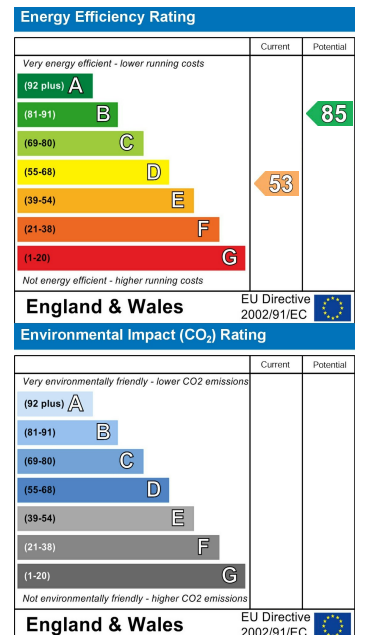 Energy Efficiency Rating
Current Potential
Very energy efficient - lower running costs
(92 plus) A
(81-91) B
85
(69-80) C
(55-68) D
53
(39-54) E
(21-38) F
(1-20) G
Not energy efficient - higher running costs
England & Wales
EU Directive
2002/91/EC
Environmental Impact (CO₂) Rating
Current Potential
Very environmentally friendly - lower CO2 emissions
(92 plus) A
(81-91) B
(69-80) C
(55-68) D
(39-54) E
(21-38) F
(1-20) G
Not environmentally friendly - higher CO2 emissions
England & Wales
EU Directive
2002/91/EC